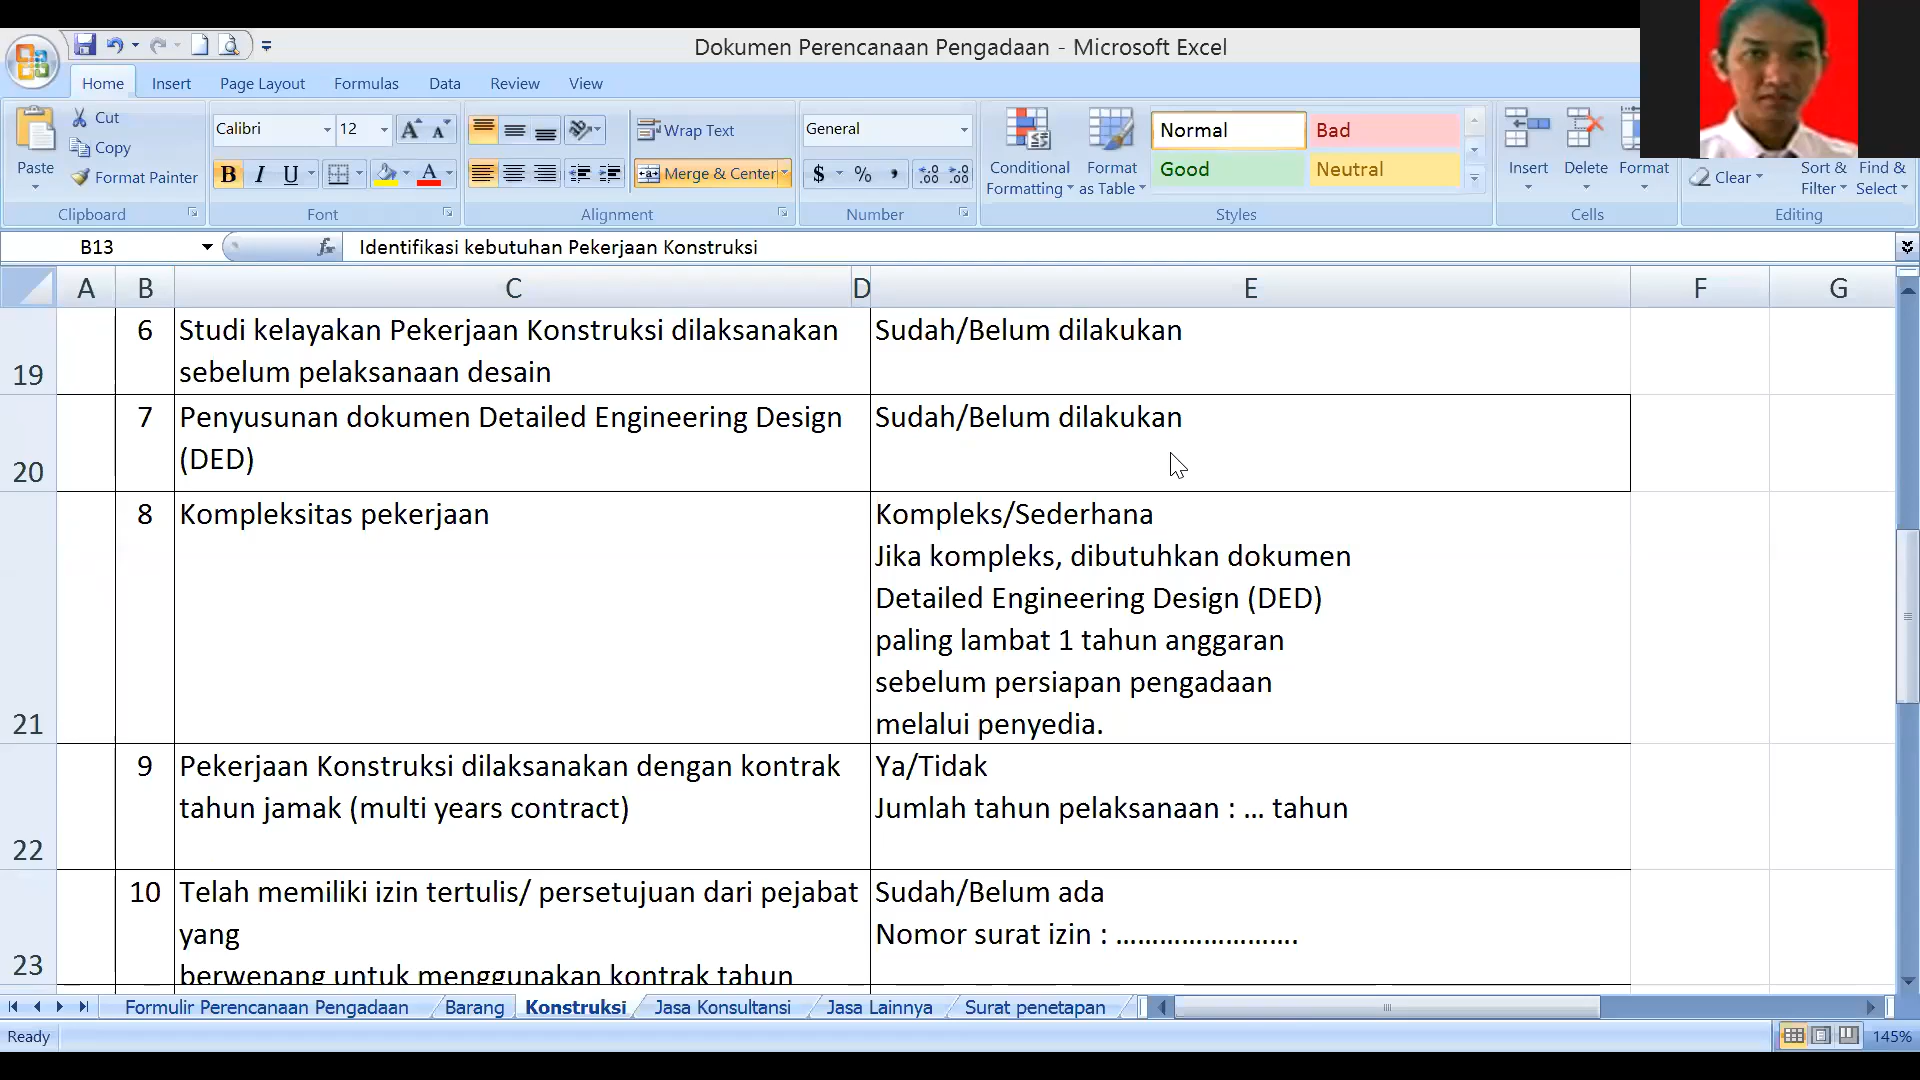 Dokumen Perencanaan Pengadaan - Microsoft Excel
Home Insert Page Layout Formulas Data Review View
Paste
Cut
Copy
Format Painter
Clipboard
Calibri 12
B I U
Font
Wrap Text
Merge & Center
Alignment
General
$ % ,
Number
Conditional Formatting
Format as Table
Normal Bad
Good Neutral
Styles
Insert Delete Format
Cells
Clear
Sort & Filter
Find & Select
Editing
B13 fx Identifikasi kebutuhan Pekerjaan Konstruksi
A B C D E F G
19 6 Studi kelayakan Pekerjaan Konstruksi dilaksanakan
sebelum pelaksanaan desain
Sudah/Belum dilakukan
20 7 Penyusunan dokumen Detailed Engineering Design
(DED)
Sudah/Belum dilakukan
21 8 Kompleksitas pekerjaan
Kompleks/Sederhana
Jika kompleks, dibutuhkan dokumen
Detailed Engineering Design (DED)
paling lambat 1 tahun anggaran
sebelum persiapan pengadaan
melalui penyedia.
22 9 Pekerjaan Konstruksi dilaksanakan dengan kontrak
tahun jamak (multi years contract)
Ya/Tidak
Jumlah tahun pelaksanaan : ... tahun
23 10 Telah memiliki izin tertulis/ persetujuan dari pejabat
yang
berwenang untuk menggunakan kontrak tahun
Sudah/Belum ada
Nomor surat izin : …………………….
Formulir Perencanaan Pengadaan Barang Konstruksi Jasa Konsultansi Jasa Lainnya Surat penetapan
Ready 145%